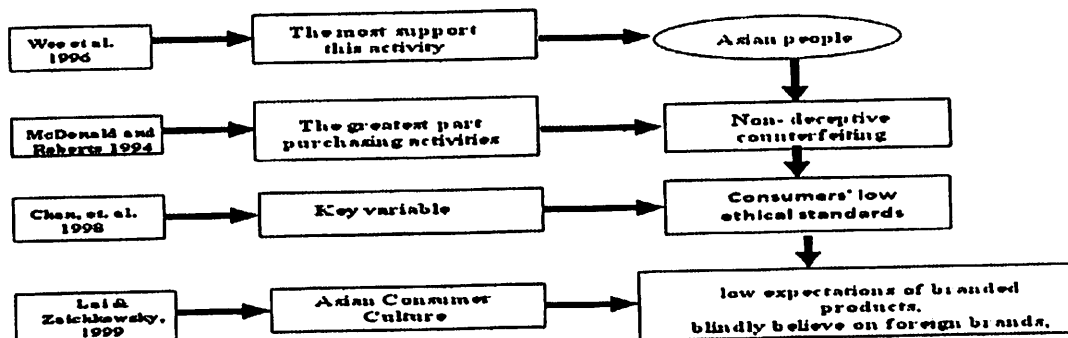 Wee et al.
1996
The most support
this activity
Asian people
McDonald and
Roberts 1994
The greatest part
purchasing activities
Non- deceptive
counterfeiting
Chan, et. al.
1998
Key variable
Consumers' low
ethical standards
Lai &
Zaichkowsky,
1999
Asian Consumer
Culture
low expectations of branded
products,
blindly believe on foreign brands,